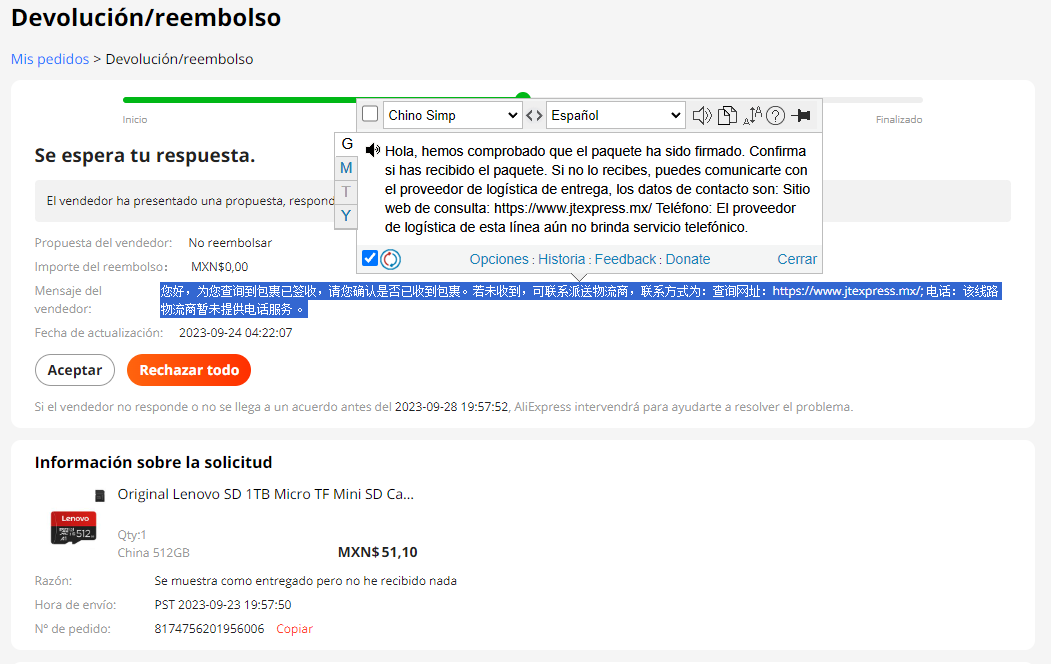 Devolución/reembolso
Mis pedidos > Devolución/reembolso
Inicio
Finalizado
Chino Simp
Español
G
M
T
Y
Hola, hemos comprobado que el paquete ha sido firmado. Confirma
si has recibido el paquete. Si no lo recibes, puedes comunicarte con
el proveedor de logística de entrega, los datos de contacto son: Sitio
web de consulta: https://www.jtexpress.mx/ Teléfono: El proveedor
de logística de esta línea aún no brinda servicio telefónico.
Opciones : Historia : Feedback : Donate
Cerrar
Se espera tu respuesta.
El vendedor ha presentado una propuesta, respond
Propuesta del vendedor: No reembolsar
Importe del reembolso: MXN$0,00
Mensaje del
vendedor:
您好，为您查询到包裹已签收，请您确认是否已收到包裹。若未收到，可联系派送物流商，联系方式为：查询网址：https://www.jtexpress.mx/; 电话：该线路
物流商暂未提供电话服务 。
Fecha de actualización: 2023-09-24 04:22:07
Aceptar
Rechazar todo
Si el vendedor no responde o no se llega a un acuerdo antes del 2023-09-28 19:57:52, AliExpress intervendrá para ayudarte a resolver el problema.
Información sobre la solicitud
Original Lenovo SD 1TB Micro TF Mini SD Ca...
Lenovo
512
Qty:1
China 512GB
MXN$51,10
Razón: Se muestra como entregado pero no he recibido nada
Hora de envío: PST 2023-09-23 19:57:50
Nº de pedido: 8174756201956006 Copiar